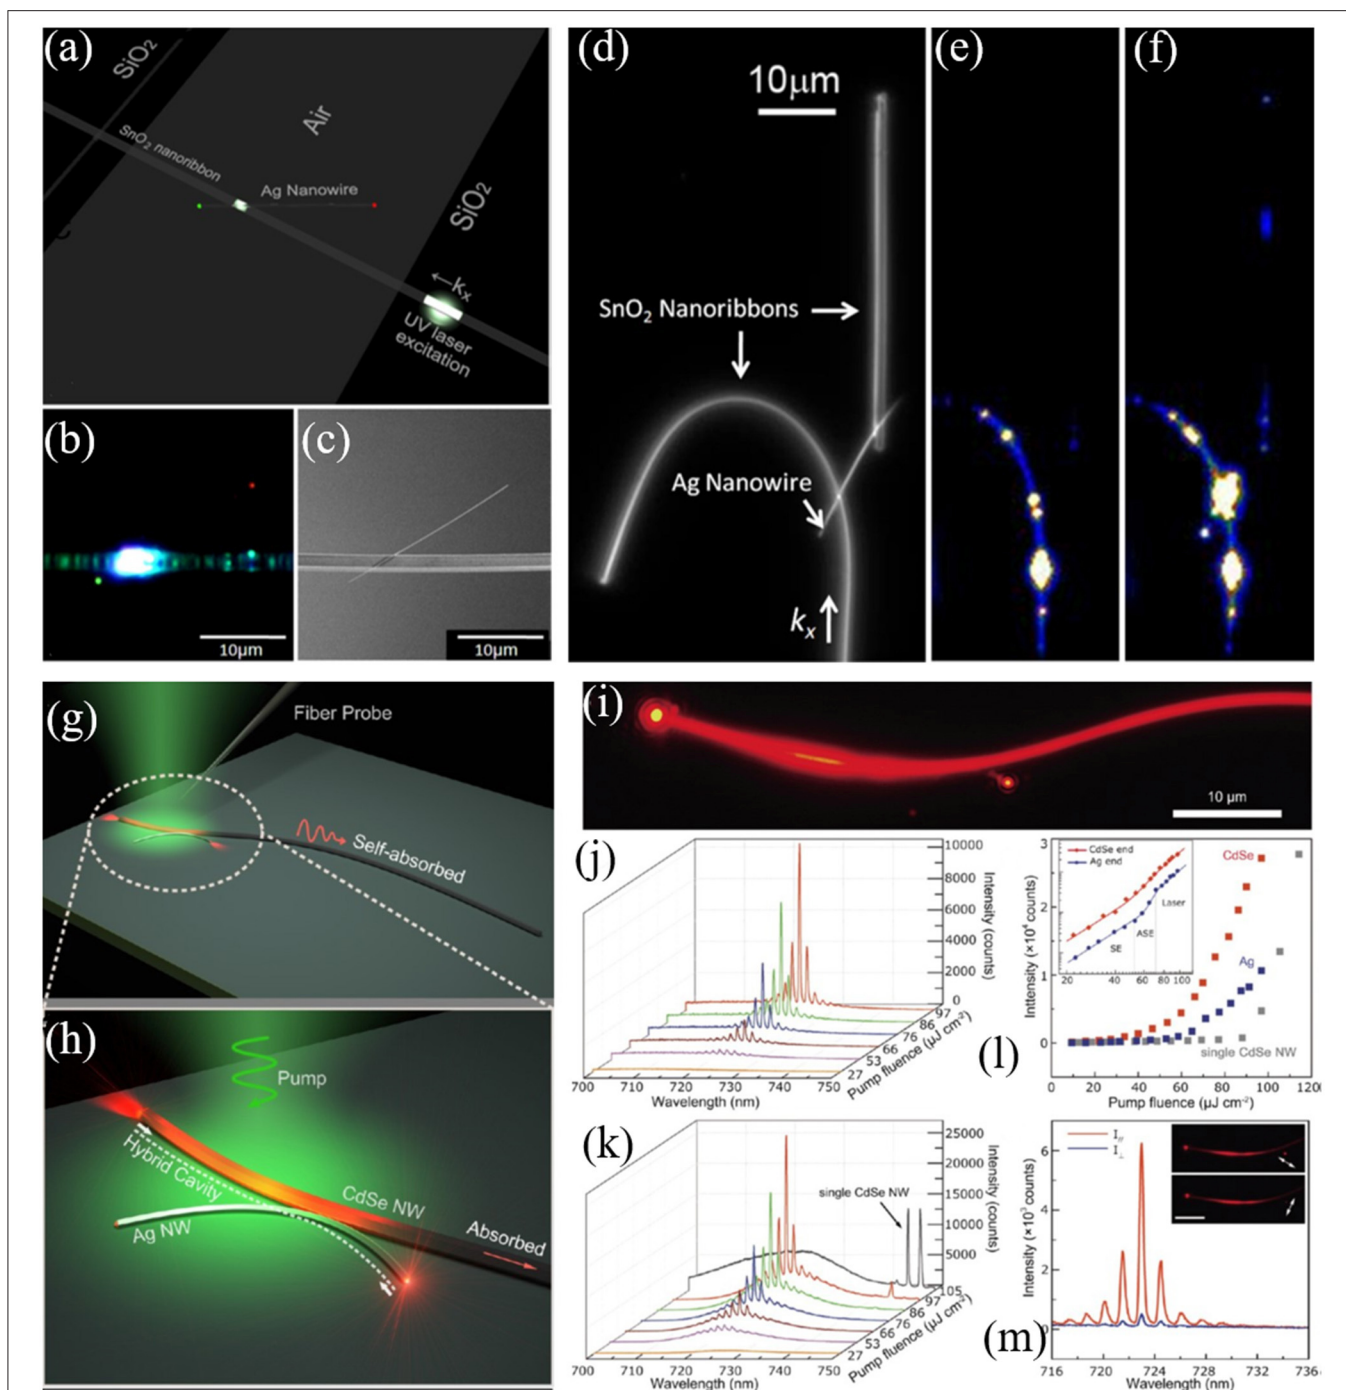 (a)
SiO2
Air
SnO2 nanoribbon
Ag Nanowire
SiO2
←kx
UV laser
excitation
(b)
10μm
(c)
10μm
(d)
10μm
SnO2 Nanoribbons
Ag Nanowire
kx
(e)
(f)
(g)
Fiber Probe
Self-absorbed
(h)
Pump
Hybrid Cavity
CdSe NW
Ag NW
Absorbed
(i)
10 μm
(j)
10000
8000
6000
4000
2000
0
Intensity (counts)
97
86
76
66
53
27
Pump fluence (μJ cm-2)
700 710 720 730 740 750
Wavelength (nm)
(k)
single CdSe NW
25000
20000
15000
10000
5000
Intensity (counts)
105
97
86
76
66
53
27
Pump fluence (μJ cm-2)
700 710 720 730 740 750
Wavelength (nm)
(l)
Inttensity (×10⁴ counts)
3
2
1
0
CdSe end
Ag end
Laser
ASE
SE
20 40 60 80 100
CdSe
Ag
single CdSe NW
0 20 40 60 80 100 120
Pump fluence (μJ cm-2)
(m)
I//
I⊥
Intensity (×10³ counts)
6
4
2
0
716 720 724 728 732 736
Wavelength (nm)